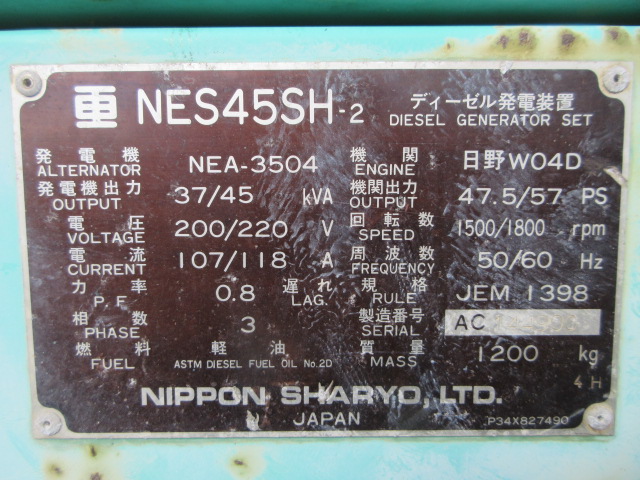 NES45SH-2 ディーゼル発電装置
DIESEL GENERATOR SET
発電機 ALTERNATOR NEA-3504 機関 ENGINE 日野W04D
発電機出力 OUTPUT 37/45 kVA 機関出力 OUTPUT 47.5/57 PS
電圧 VOLTAGE 200/220 V 回転数 SPEED 1500/1800 rpm
電流 CURRENT 107/118 A 周波数 FREQUENCY 50/60 Hz
力率 P.F. 0.8 遅れ LAG. 規格 RULE JEM 1398
相数 PHASE 3 製造番号 SERIAL AC
燃料 FUEL 軽油 ASTM DIESEL FUEL OIL No.2D 質量 MASS 1200 kg
4H
NIPPON SHARYO, LTD.
JAPAN
P34X827490